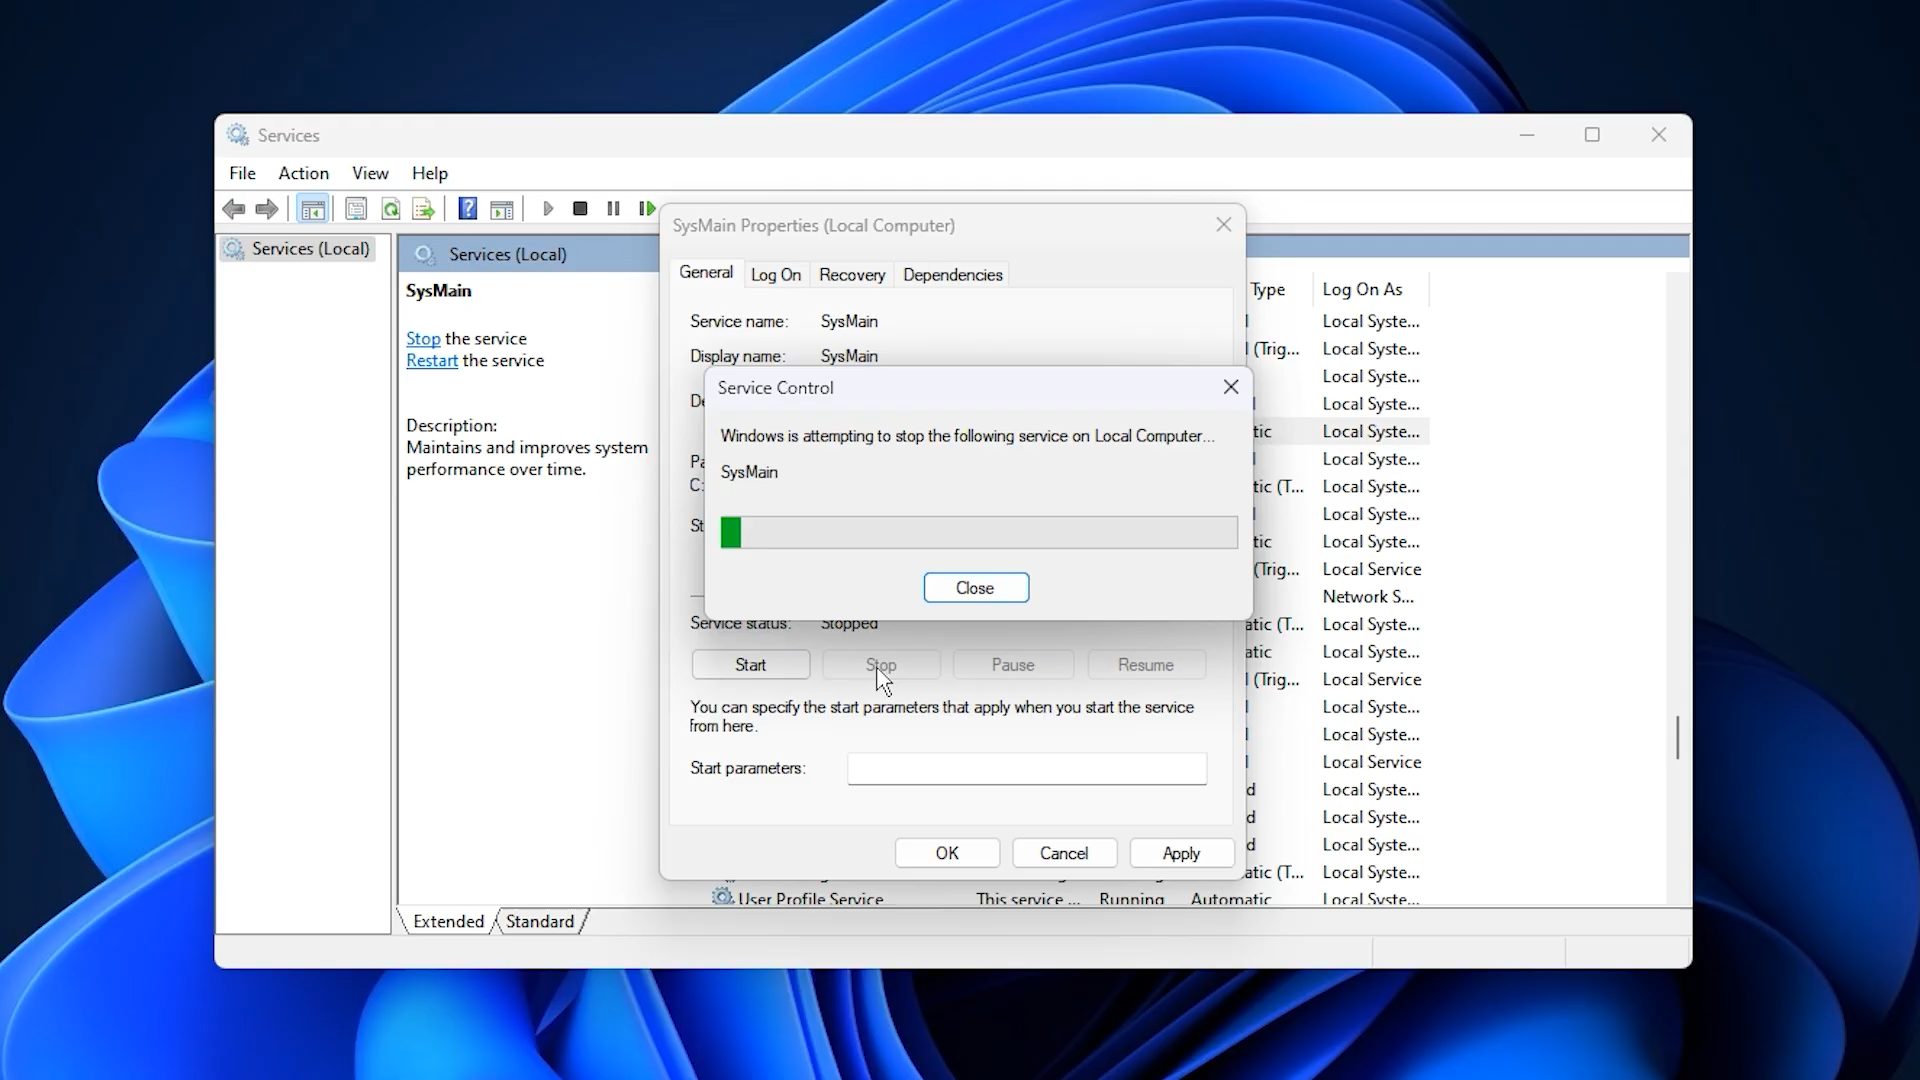 Services
File Action View Help
Services (Local)
Services (Local)
SysMain
Stop the service
Restart the service
Description:
Maintains and improves system
performance over time.
SysMain Properties (Local Computer)
General Log On Recovery Dependencies
Service name: SysMain
Display name: SysMain
Service Control
Windows is attempting to stop the following service on Local Computer...
SysMain
Close
Service status: Stopped
Start Stop Pause Resume
You can specify the start parameters that apply when you start the service
from here.
Start parameters:
OK Cancel Apply
Type Log On As
Local Syste...
(Trig... Local Syste...
Local Syste...
Local Syste...
tic Local Syste...
Local Syste...
tic (T... Local Syste...
Local Syste...
tic Local Syste...
(Trig... Local Service
Network S...
atic (T... Local Syste...
atic Local Syste...
(Trig... Local Service
Local Syste...
Local Syste...
Local Service
d Local Syste...
d Local Syste...
d Local Syste...
atic (T... Local Syste...
User Profile Service This service ... Running Automatic Local Syste...
Extended Standard